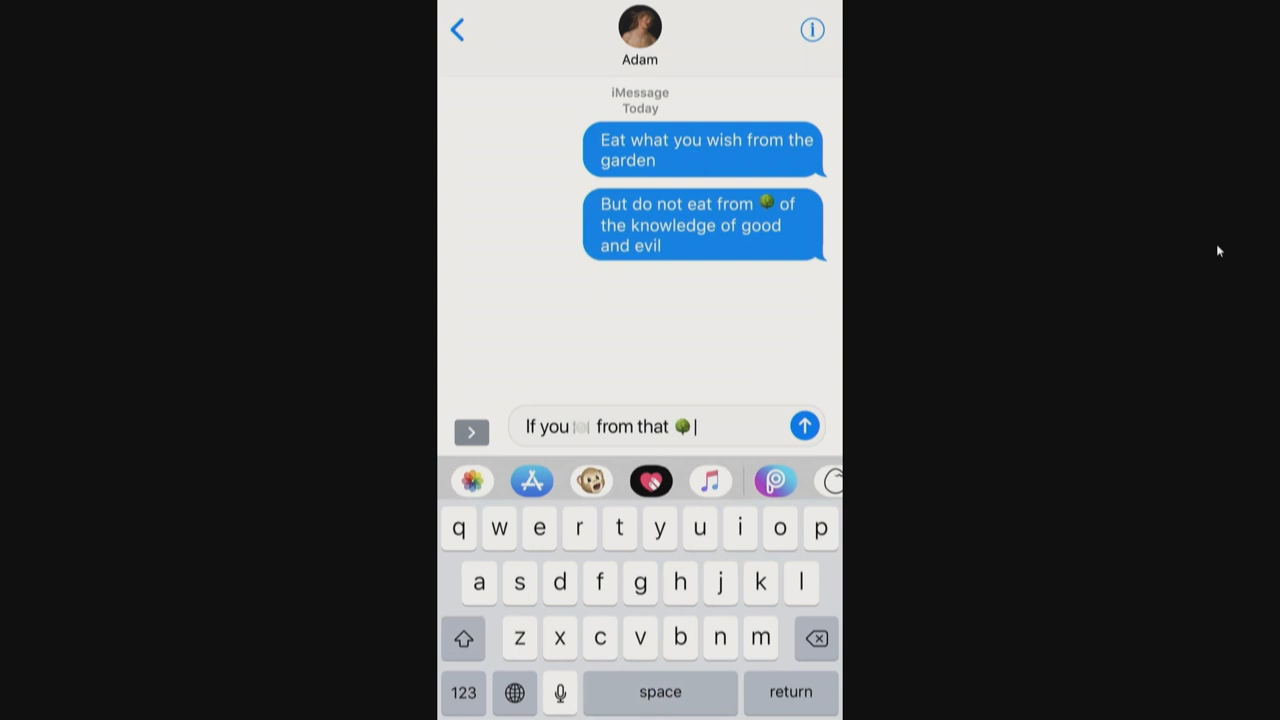 Adam
iMessage
Today
Eat what you wish from the
garden
But do not eat from 🌳 of
the knowledge of good
and evil
If you 🍽 from that 🌳
q w e r t y u i o p
a s d f g h j k l
z x c v b n m
123 space return